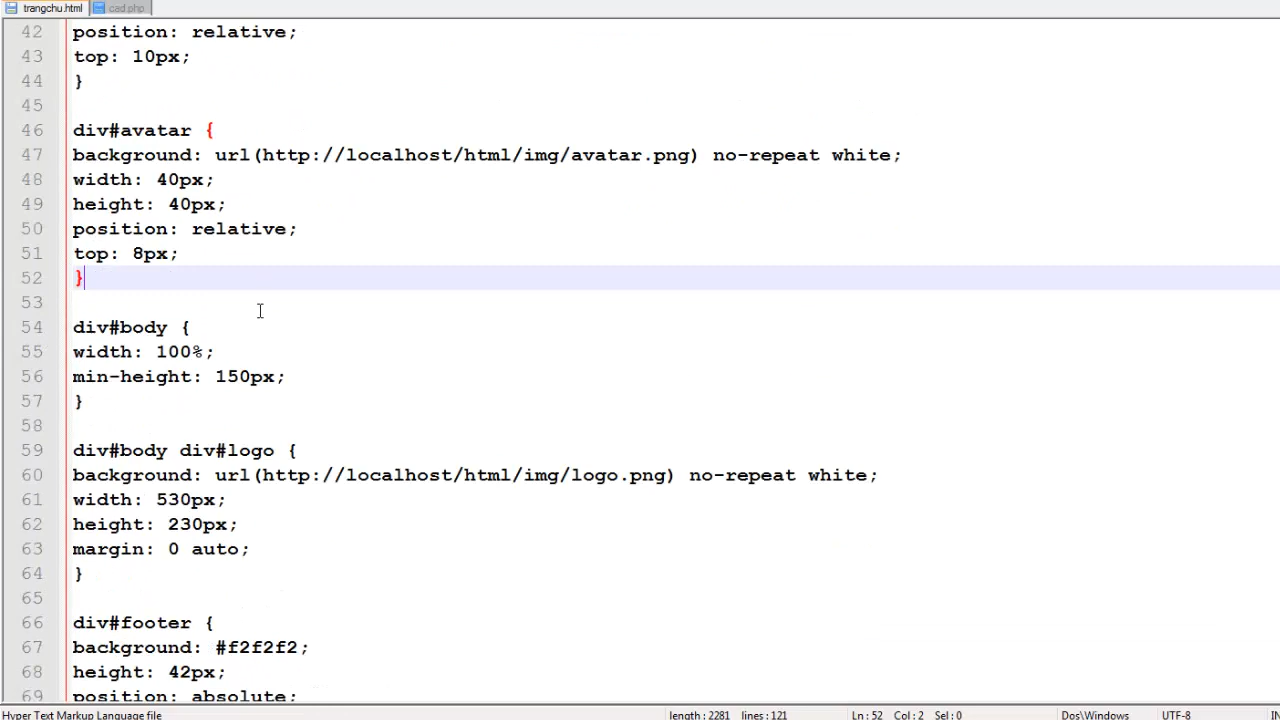 trangchu.html cad.php
42 position: relative;
43 top: 10px;
44 }
45
46 div#avatar {
47 background: url(http://localhost/html/img/avatar.png) no-repeat white;
48 width: 40px;
49 height: 40px;
50 position: relative;
51 top: 8px;
52 }
53
54 div#body {
55 width: 100%;
56 min-height: 150px;
57 }
58
59 div#body div#logo {
60 background: url(http://localhost/html/img/logo.png) no-repeat white;
61 width: 530px;
62 height: 230px;
63 margin: 0 auto;
64 }
65
66 div#footer {
67 background: #f2f2f2;
68 height: 42px;
69 position: absolute;
Hyper Text Markup Language file length : 2281 lines : 121 Ln : 52 Col : 2 Sel : 0 Dos\Windows UTF-8 IN